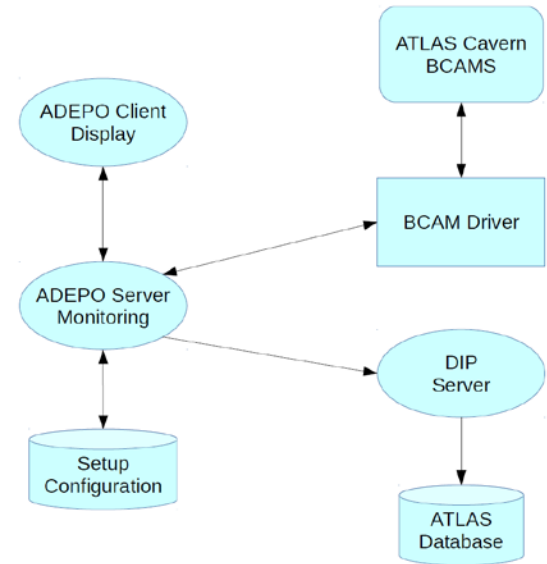 ATLAS Cavern
BCAMS
ADEPO Client
Display
BCAM Driver
ADEPO Server
Monitoring
DIP
Server
Setup
Configuration
ATLAS
Database